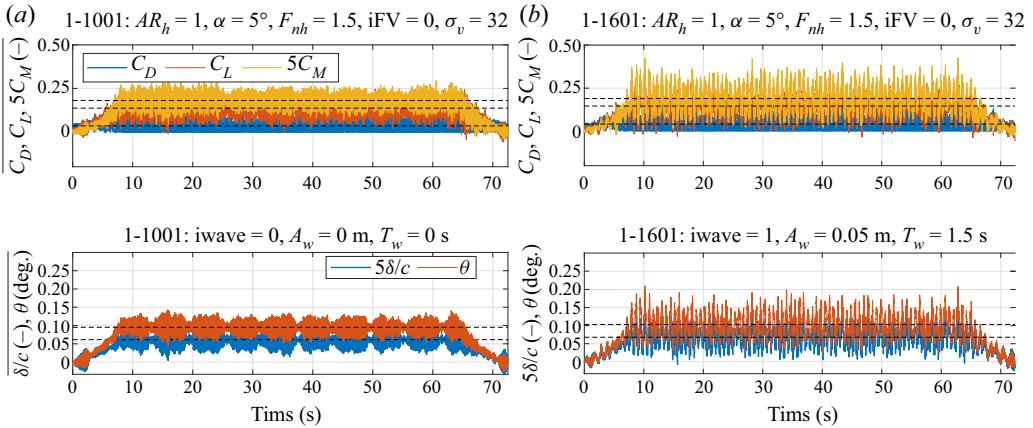 (a) 1-1001: AR_h = 1, α = 5°, F_nh = 1.5, iFV = 0, σ_v = 32
C_D, C_L, 5C_M (–)
0.50
0.25
0
C_D C_L 5C_M
0 10 20 30 40 50 60 70
1-1001: iwave = 0, A_w = 0 m, T_w = 0 s
δ/c (–), θ (deg.)
0.25
0.20
0.15
0.10
0.05
0
5δ/c θ
0 10 20 30 40 50 60 70
Tims (s)
(b) 1-1601: AR_h = 1, α = 5°, F_nh = 1.5, iFV = 0, σ_v = 32
C_D, C_L, 5C_M (–)
0.50
0.25
0
0 10 20 30 40 50 60 70
1-1601: iwave = 1, A_w = 0.05 m, T_w = 1.5 s
5δ/c (–), θ (deg.)
0.25
0.20
0.15
0.10
0.05
0
0 10 20 30 40 50 60 70
Tims (s)